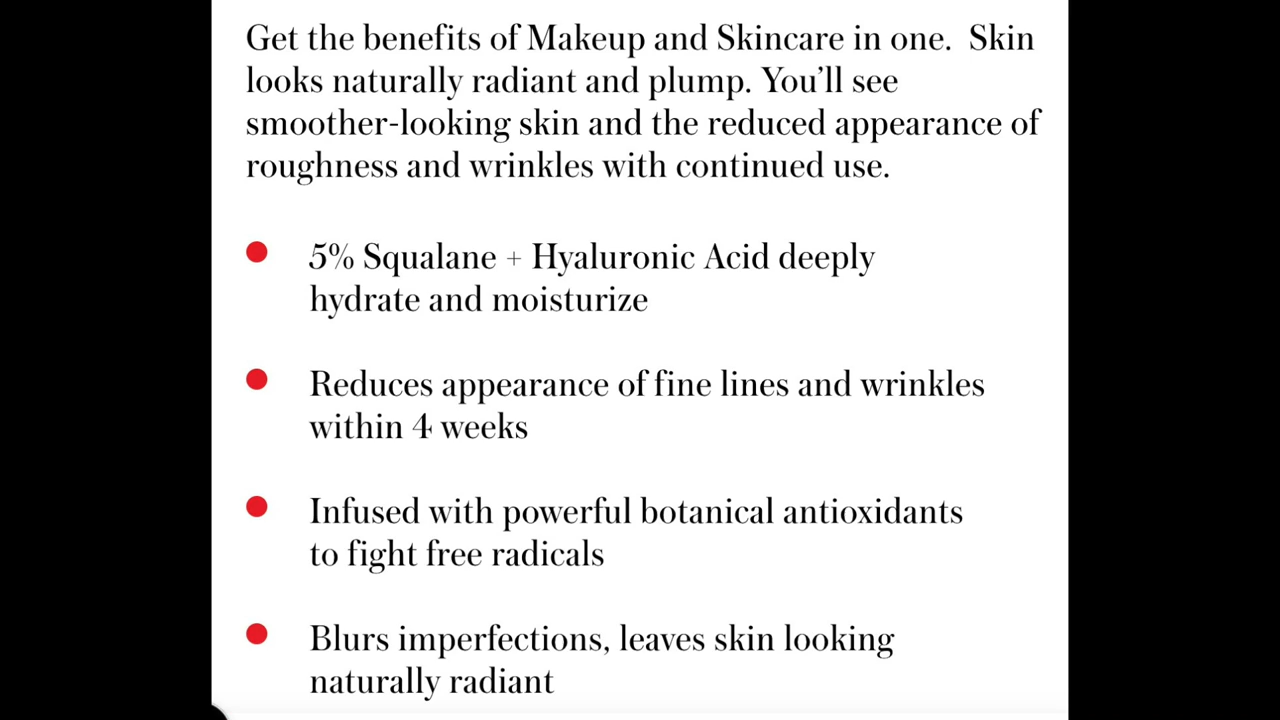 Get the benefits of Makeup and Skincare in one.  Skin
looks naturally radiant and plump. You’ll see
smoother-looking skin and the reduced appearance of
roughness and wrinkles with continued use.
5% Squalane + Hyaluronic Acid deeply
hydrate and moisturize
Reduces appearance of fine lines and wrinkles
within 4 weeks
Infused with powerful botanical antioxidants
to fight free radicals
Blurs imperfections, leaves skin looking
naturally radiant